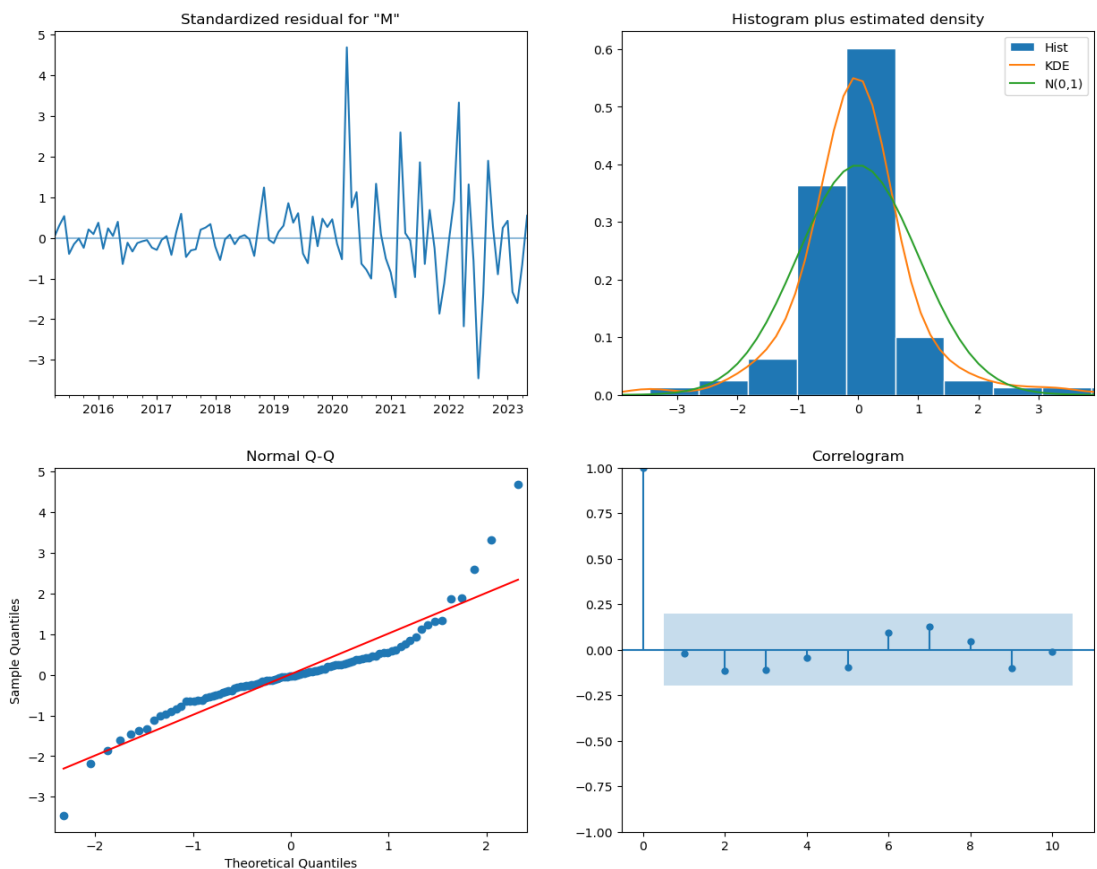 Standardized residual for "M"
5
4
3
2
1
0
−1
−2
−3
2016 2017 2018 2019 2020 2021 2022 2023
Histogram plus estimated density
Hist
KDE
N(0,1)
0.6
0.5
0.4
0.3
0.2
0.1
0.0
−3 −2 −1 0 1 2 3
Normal Q-Q
Sample Quantiles
5
4
3
2
1
0
−1
−2
−3
−2 −1 0 1 2
Theoretical Quantiles
Correlogram
1.00
0.75
0.50
0.25
0.00
−0.25
−0.50
−0.75
−1.00
0 2 4 6 8 10